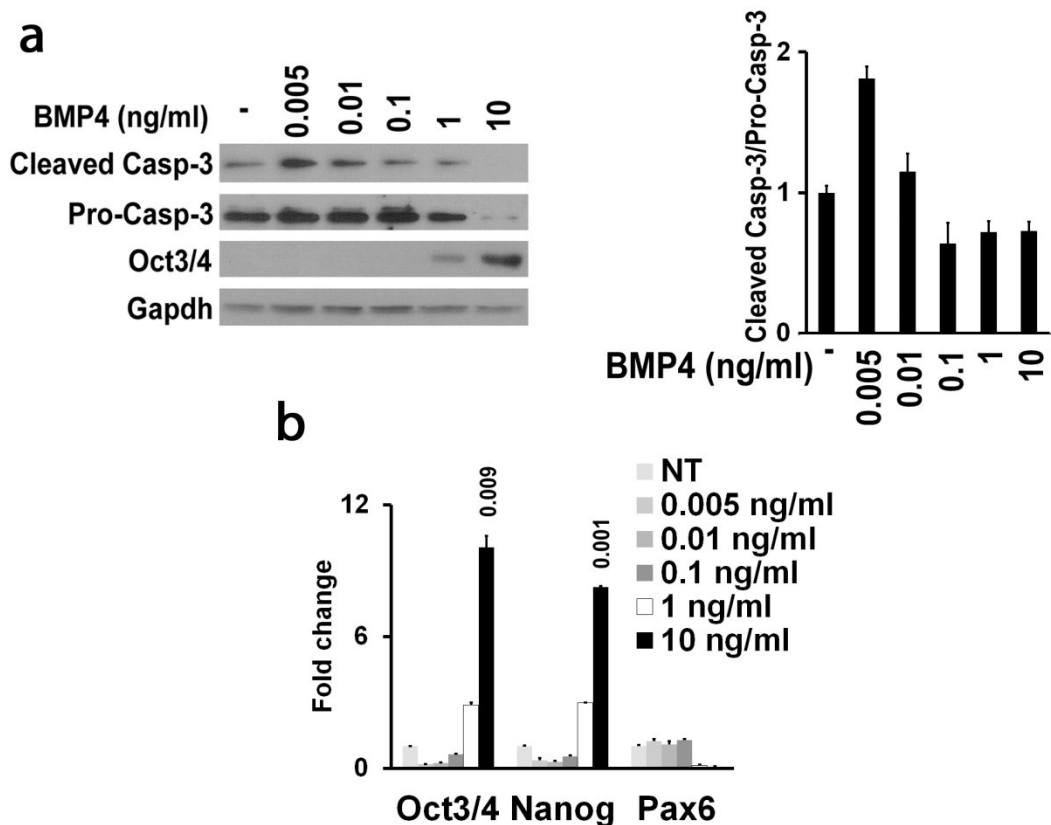 a
BMP4 (ng/ml) - 0.005 0.01 0.1 1 10
Cleaved Casp-3
Pro-Casp-3
Oct3/4
Gapdh
Cleaved Casp-3/Pro-Casp-3
2
1
0
BMP4 (ng/ml) - 0.005 0.01 0.1 1 10
b
Fold change
12
6
0
0.009
0.001
NT
0.005 ng/ml
0.01 ng/ml
0.1 ng/ml
1 ng/ml
10 ng/ml
Oct3/4 Nanog Pax6